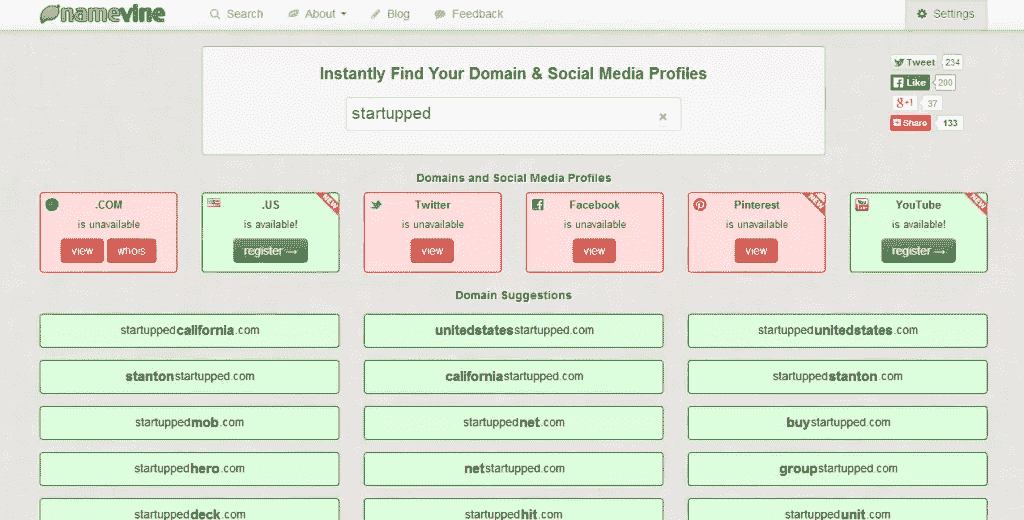 namevine Search About Blog Feedback Settings
Instantly Find Your Domain & Social Media Profiles
startupped ×
Tweet 234
Like 200
g+1 37
Share 133
Domains and Social Media Profiles
.COM .US NEW Twitter Facebook Pinterest NEW YouTube NEW
is unavailable is available! is unavailable is unavailable is unavailable is available!
view whois register → view view view register →
Domain Suggestions
startuppedcalifornia.com unitedstatesstartupped.com startuppedunitedstates.com
stantonstartupped.com californiastartupped.com startuppedstanton.com
startuppedmob.com startuppednet.com buystartupped.com
startuppedhero.com netstartupped.com groupstartupped.com
startuppeddeck.com startuppedhit.com startuppedunit.com